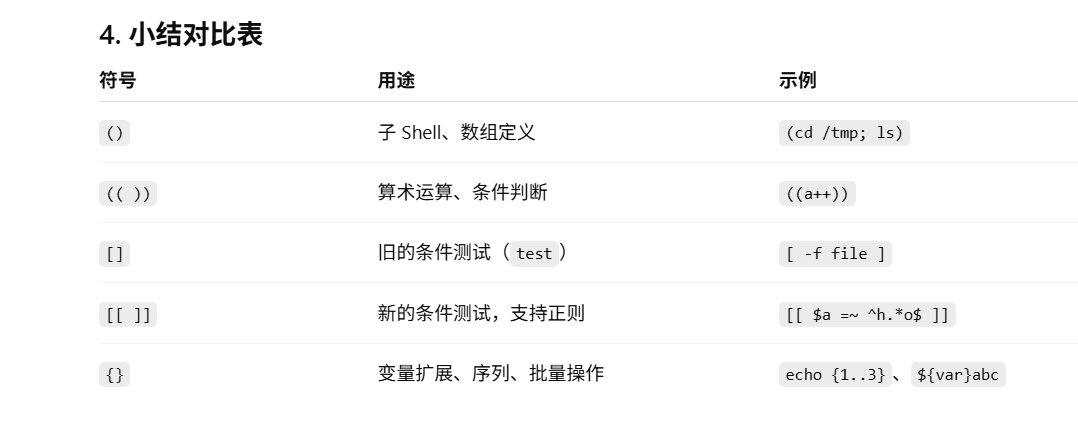 4. 小结对比表
符号 用途 示例
() 子 Shell、数组定义 (cd /tmp; ls)
(( )) 算术运算、条件判断 ((a++))
[] 旧的条件测试（test） [ -f file ]
[[ ]] 新的条件测试，支持正则 [[ $a =~ ^h.*o$ ]]
{} 变量扩展、序列、批量操作 echo {1..3}、${var}abc